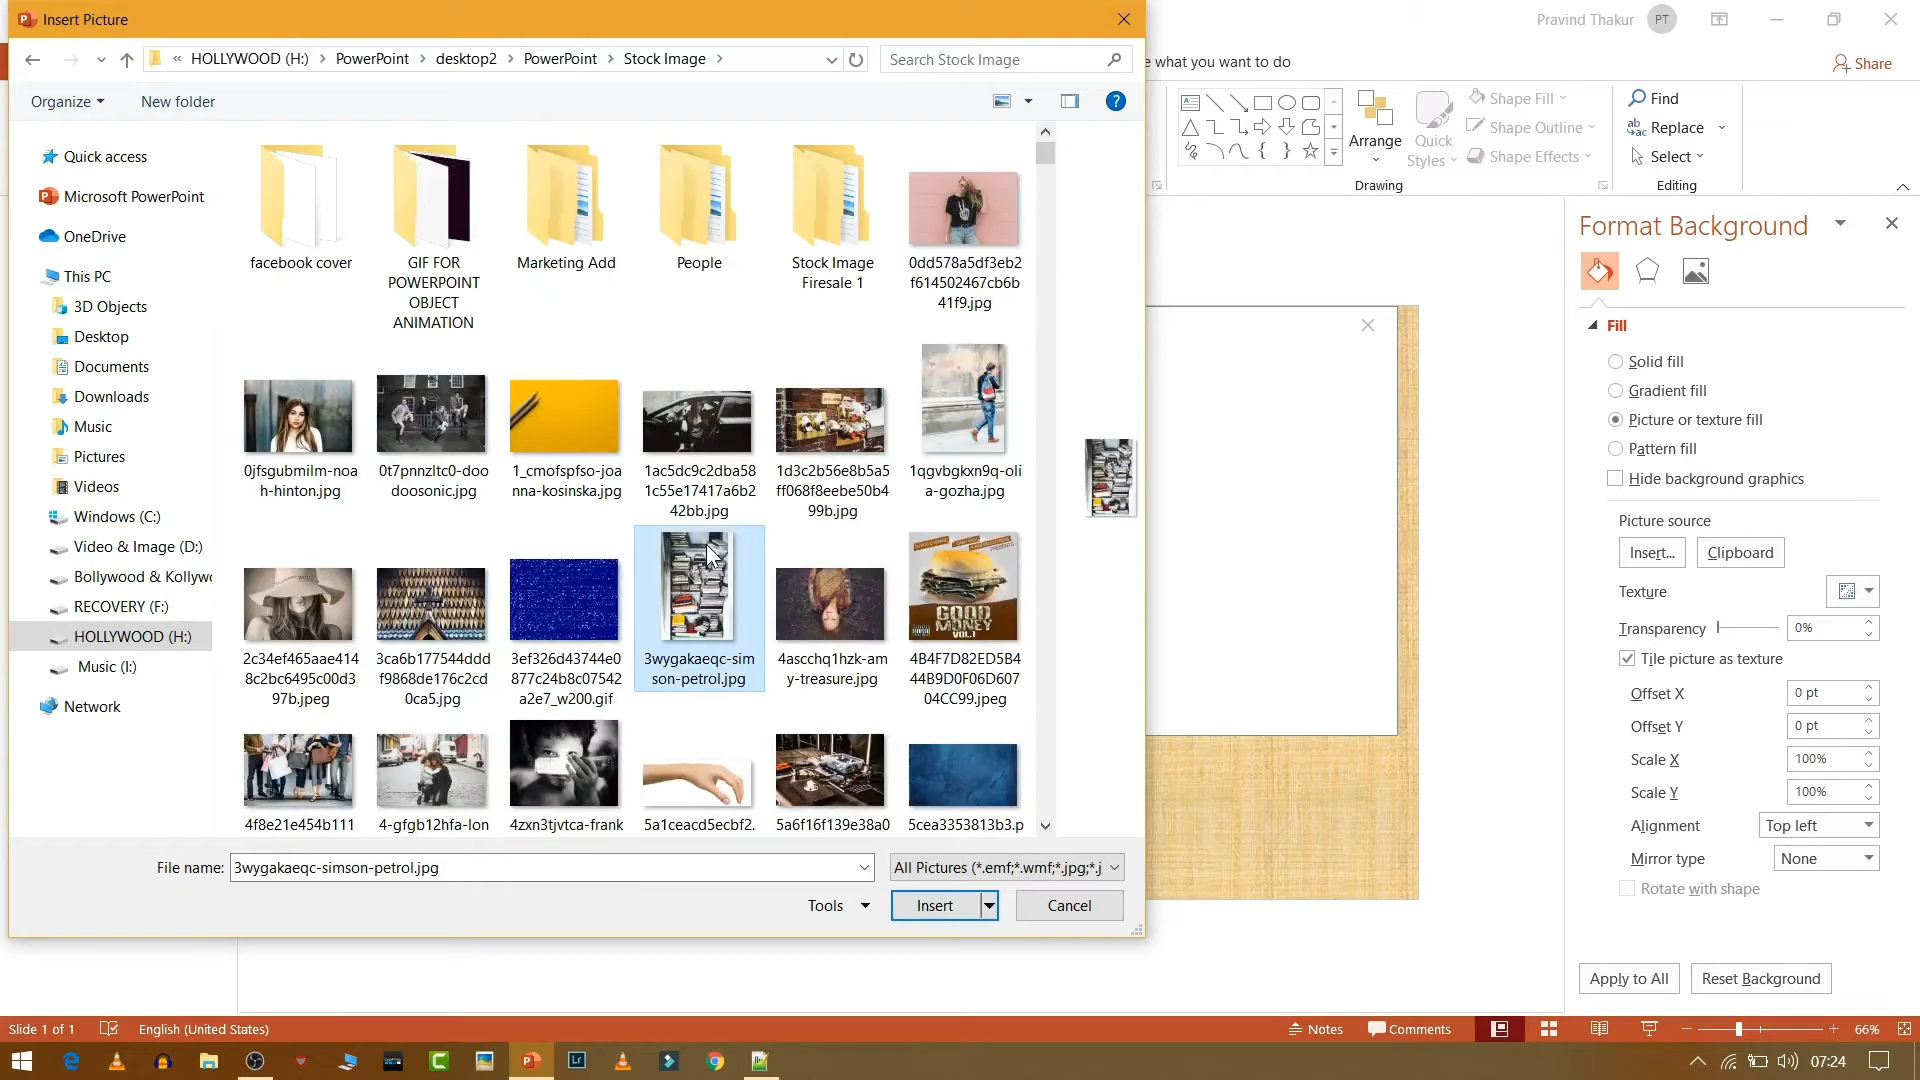 Insert Picture
Pravind Thakur
PT
« HOLLYWOOD (H:) > PowerPoint > desktop2 > PowerPoint > Stock Image >
Search Stock Image
e what you want to do
Share
Organize
New folder
Shape Fill
Shape Outline
Shape Effects
Arrange
Quick
Styles
Find
Replace
Select
Drawing
Editing
Quick access
Microsoft PowerPoint
OneDrive
This PC
3D Objects
Desktop
Documents
Downloads
Music
Pictures
Videos
Windows (C:)
Video & Image (D:)
Bollywood & Kollywo
RECOVERY (F:)
HOLLYWOOD (H:)
Music (I:)
Network
facebook cover
GIF FOR
POWERPOINT
OBJECT
ANIMATION
Marketing Add
People
Stock Image
Firesale 1
0dd578a5df3eb2
f614502467cb6b
41f9.jpg
0jfsgubmilm-noa
h-hinton.jpg
0t7pnnzltc0-doo
doosonic.jpg
1_cmofspfso-joa
nna-kosinska.jpg
1ac5dc9c2dba58
1c55e17417a6b2
42bb.jpg
1d3c2b56e8b5a5
ff068f8eebe50b4
99b.jpg
1qgvbgkxn9q-oli
a-gozha.jpg
GOOD
MONEY
VOL.1
2c34ef465aae414
8c2bc6495c00d3
97b.jpeg
3ca6b177544ddd
f9868de176c2cd
0ca5.jpg
3ef326d43744e0
877c24b8c07542
a2e7_w200.gif
3wygakaeqc-sim
son-petrol.jpg
4ascchq1hzk-am
y-treasure.jpg
4B4F7D82ED5B4
44B9D0F06D607
04CC99.jpeg
4f8e21e454b111
4-gfgb12hfa-lon
4zxn3tjvtca-frank
5a1ceacd5ecbf2.
5a6f16f139e38a0
5cea3353813b3.p
File name:
3wygakaeqc-simson-petrol.jpg
All Pictures (*.emf;*.wmf;*.jpg;*.j
Tools
Insert
Cancel
Format Background
Fill
Solid fill
Gradient fill
Picture or texture fill
Pattern fill
Hide background graphics
Picture source
Insert...
Clipboard
Texture
Transparency
0%
Tile picture as texture
Offset X
0 pt
Offset Y
0 pt
Scale X
100%
Scale Y
100%
Alignment
Top left
Mirror type
None
Rotate with shape
Apply to All
Reset Background
Slide 1 of 1
English (United States)
Notes
Comments
66%
Lr
07:24